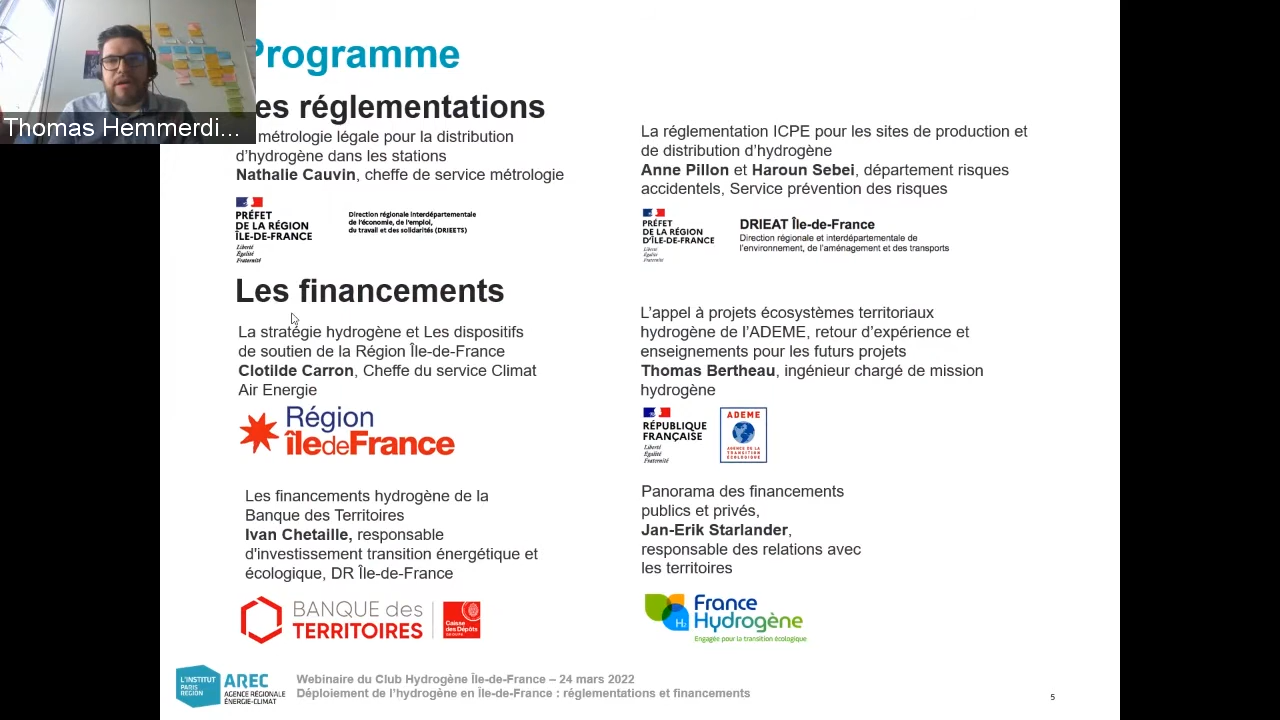 Thomas Hemmerdi...
Programme
es réglementations
métrologie légale pour la distribution
d’hydrogène dans les stations
Nathalie Cauvin, cheffe de service métrologie
PRÉFET
DE LA RÉGION
ÎLE-DE-FRANCE
Liberté
Égalité
Fraternité
Direction régionale interdépartementale
de l'économie, de l'emploi,
du travail et des solidarités (DRIEETS)
La réglementation ICPE pour les sites de production et
de distribution d’hydrogène
Anne Pillon et Haroun Sebei, département risques
accidentels, Service prévention des risques
PRÉFET
DE LA RÉGION
D'ÎLE-DE-FRANCE
Liberté
Égalité
Fraternité
DRIEAT Île-de-France
Direction régionale et interdépartementale de
l’environnement, de l’aménagement et des transports
Les financements
La stratégie hydrogène et Les dispositifs
de soutien de la Région Île-de-France
Clotilde Carron, Cheffe du service Climat
Air Energie
Région
îledeFrance
L’appel à projets écosystèmes territoriaux
hydrogène de l’ADEME, retour d’expérience et
enseignements pour les futurs projets
Thomas Bertheau, ingénieur chargé de mission
hydrogène
RÉPUBLIQUE
FRANÇAISE
Liberté
Égalité
Fraternité
ADEME
AGENCE DE LA
TRANSITION
ÉCOLOGIQUE
Les financements hydrogène de la
Banque des Territoires
Ivan Chetaille, responsable
d'investissement transition énergétique et
écologique, DR Île-de-France
BANQUE des
TERRITOIRES
Caisse
des Dépôts
Panorama des financements
publics et privés,
Jan-Erik Starlander,
responsable des relations avec
les territoires
France
Hydrogène
H₂
Engagée pour la transition écologique
L'INSTITUT
PARIS
REGION
AREC
AGENCE RÉGIONALE
ÉNERGIE-CLIMAT
Webinaire du Club Hydrogène Île-de-France – 24 mars 2022
Déploiement de l’hydrogène en Île-de-France : réglementations et financements
5